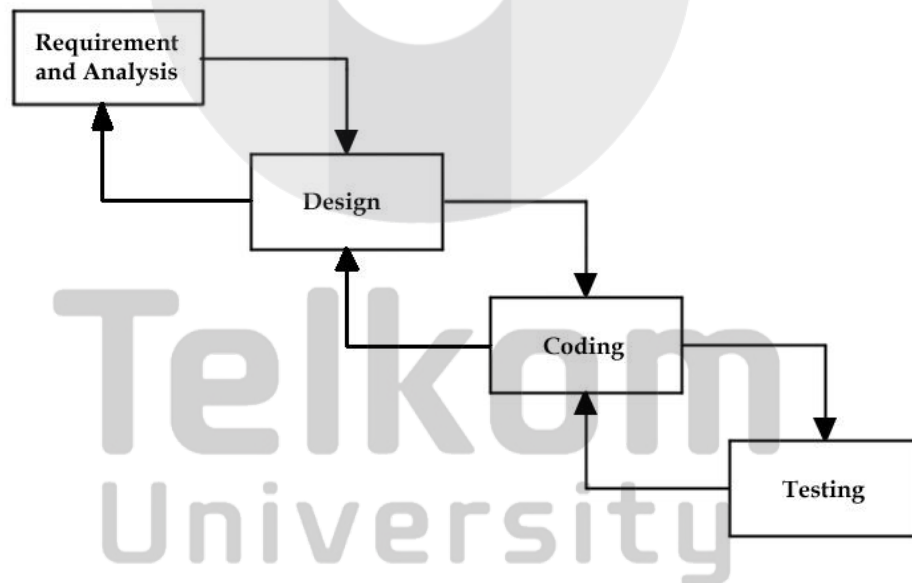 Requirement
and Analysis
Design
Coding
Testing
Telkom
University